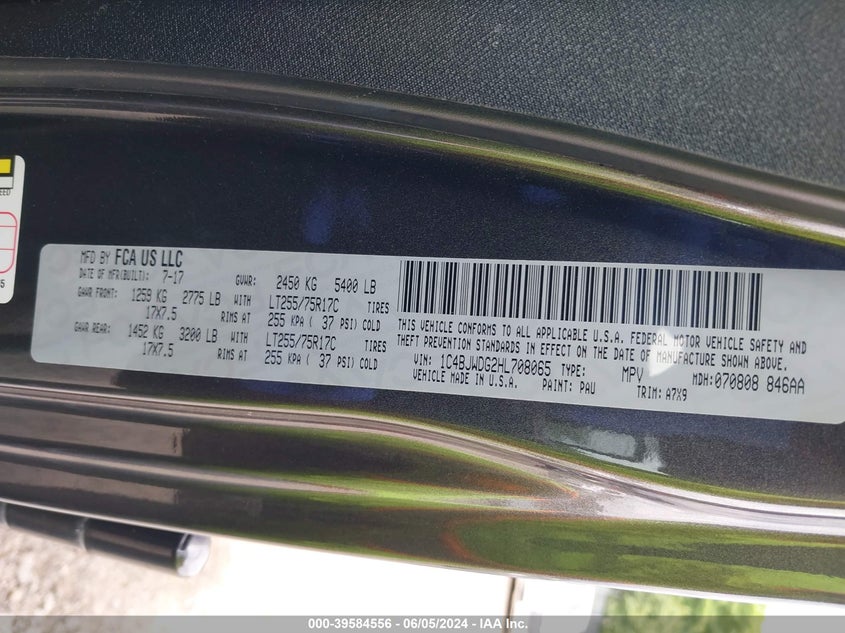 EED
5
MFD BY FCA US LLC
DATE OF MFR(BUILT): 7-17 GVWR: 2450 KG 5400 LB
GAWR FRONT: 1259 KG 2775 LB WITH LT255/75R17C TIRES
17X7.5 RIMS AT 255 KPA ( 37 PSI) COLD
GAWR REAR: 1452 KG 3200 LB WITH LT255/75R17C TIRES
17X7.5 RIMS AT 255 KPA ( 37 PSI) COLD
THIS VEHICLE CONFORMS TO ALL APPLICABLE U.S.A. FEDERAL MOTOR VEHICLE SAFETY AND
THEFT PREVENTION STANDARDS IN EFFECT ON THE DATE OF MANUFACTURE SHOWN ABOVE.
VIN: 1C4BJWDG2HL708065 TYPE: MPV MDH: 070808 846AA
VEHICLE MADE IN U.S.A. PAINT: PAU TRIM: A7X9
000-39584556 | 06/05/2024 | IAA Inc.